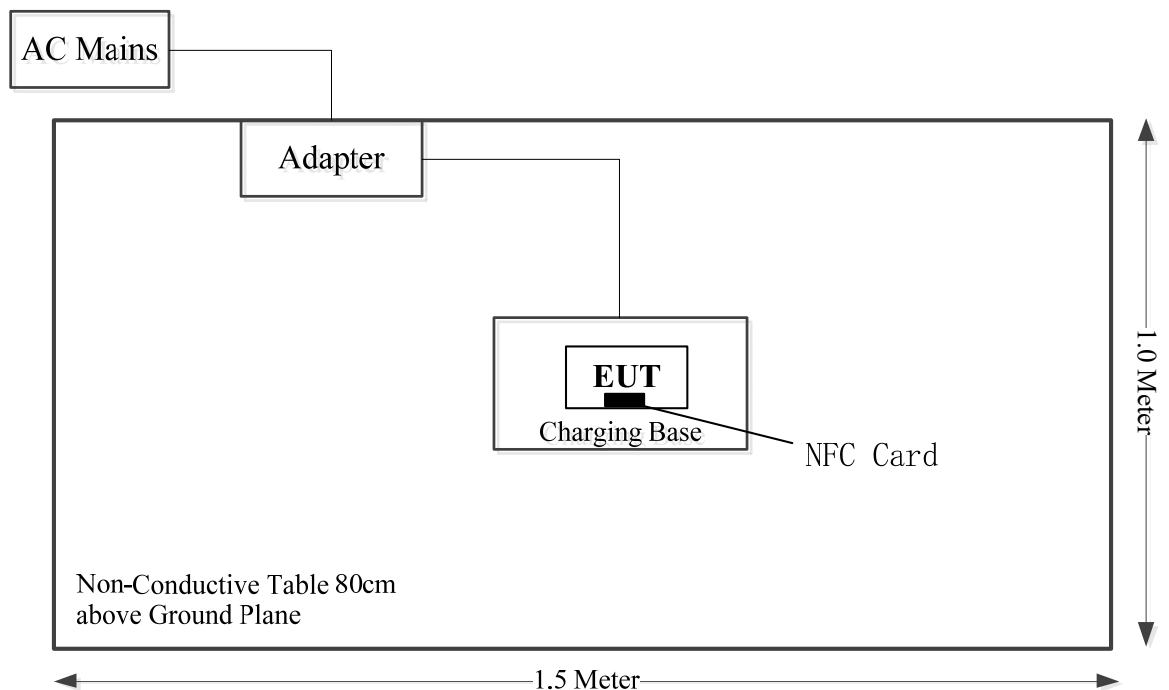 AC Mains
Adapter
EUT
Charging Base
NFC Card
1.0 Meter
Non-Conductive Table 80cm
above Ground Plane
1.5 Meter